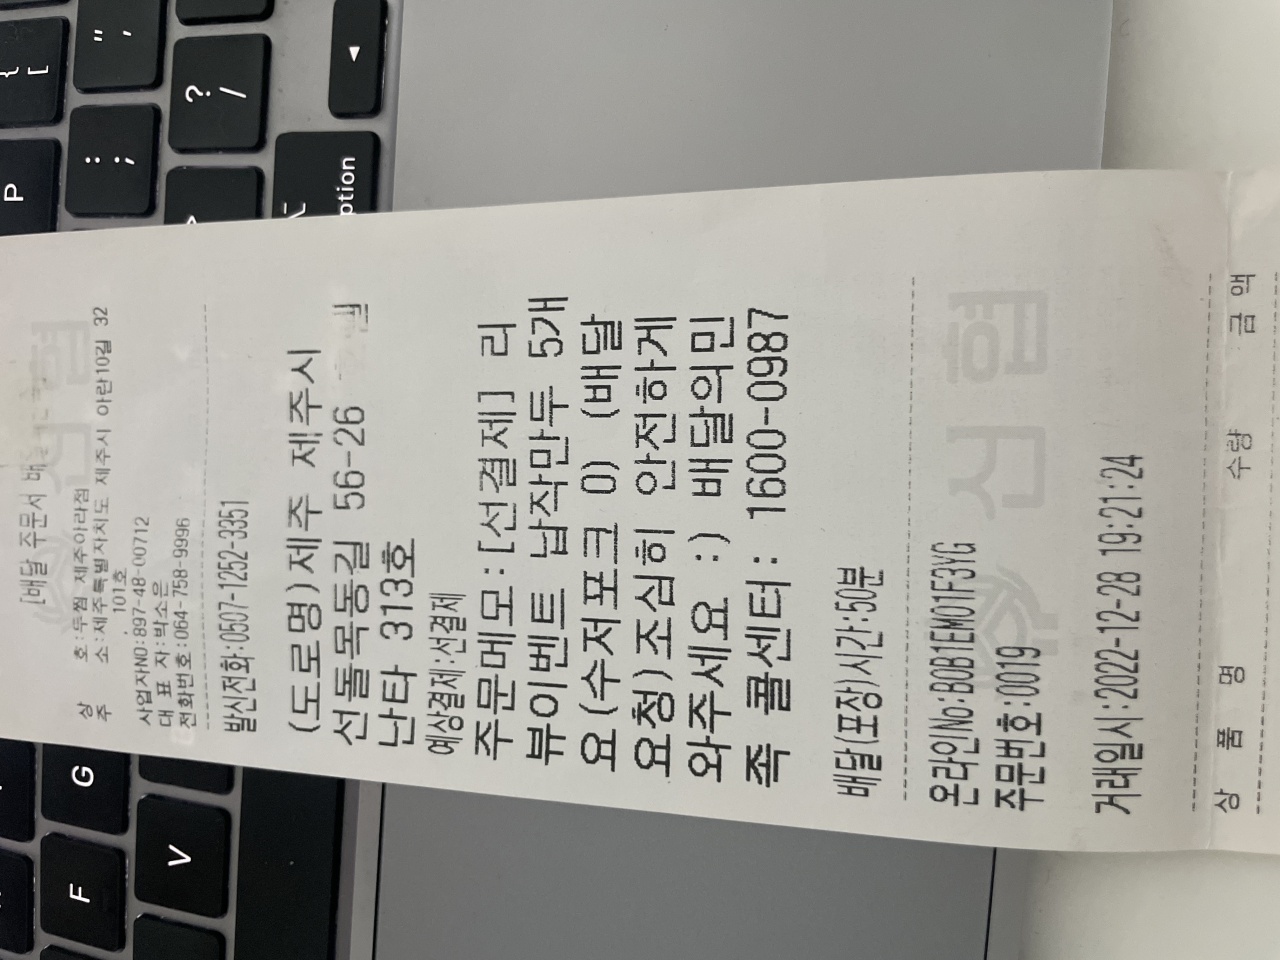 [배달 주문서
상 호:두찜 제주아라점
주 소:제주특별자치도 제주시 아란10길 32
, 101호
사업자NO:897-48-00712
대 표 자:박소은
전화번호:064-758-9996
발신전화:0507-1252-3351
(도로명)제주 제주시
선돌목동길 56-26
난타 313호
예상결제:선결제
주문메모:[선결제] 리
뷰이벤트 납작만두 5개
요(수저포크 O) (배달
요청)조심히 안전하게
와주세요 :) 배달의민
족 콜센터: 1600-0987
배달(포장)시간:50분
온라인No:B0B1EM01F3YG
주문번호:0019
거래일시:2022-12-28 19:21:24
상 품 명 수량 금액
신협
P
{
[
:
;
"
'
?
/
option
G
F
V